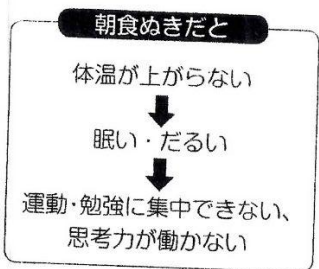 朝食ぬきだと
体温が上がらない
眠い・だるい
運動・勉強に集中できない、
思考力が働かない